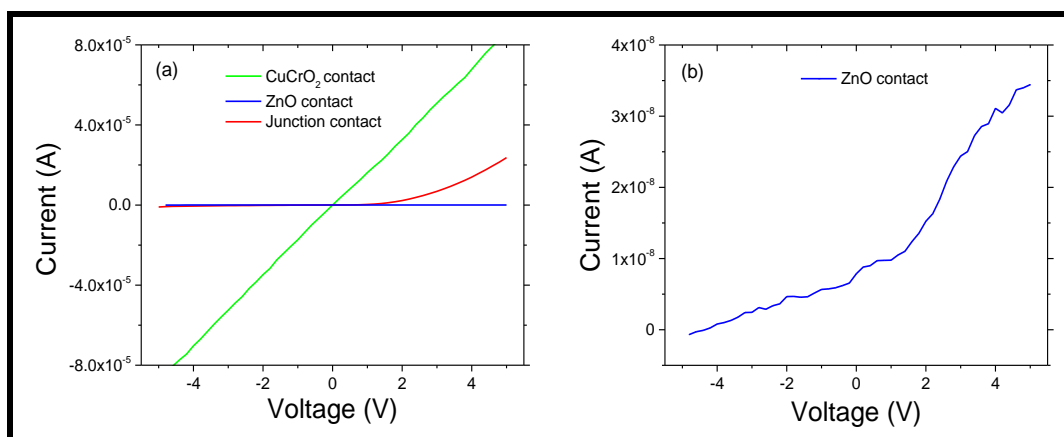 (a)
CuCrO₂ contact
ZnO contact
Junction contact
8.0x10⁻⁵
4.0x10⁻⁵
0.0
-4.0x10⁻⁵
-8.0x10⁻⁵
Current (A)
-4 -2 0 2 4
Voltage (V)
(b)
ZnO contact
4x10⁻⁸
3x10⁻⁸
2x10⁻⁸
1x10⁻⁸
0
Current (A)
-4 -2 0 2 4
Voltage (V)